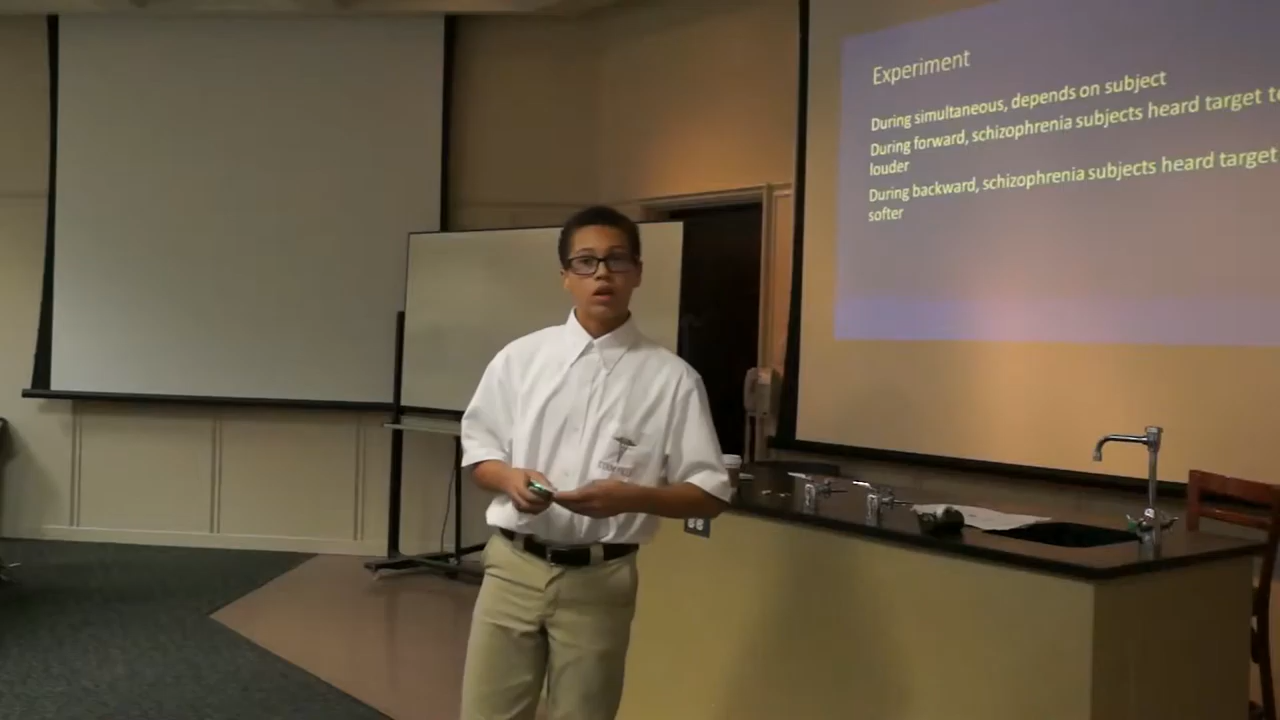 Experiment
During simultaneous, depends on subject
During forward, schizophrenia subjects heard target
louder
During backward, schizophrenia subjects heard target
softer